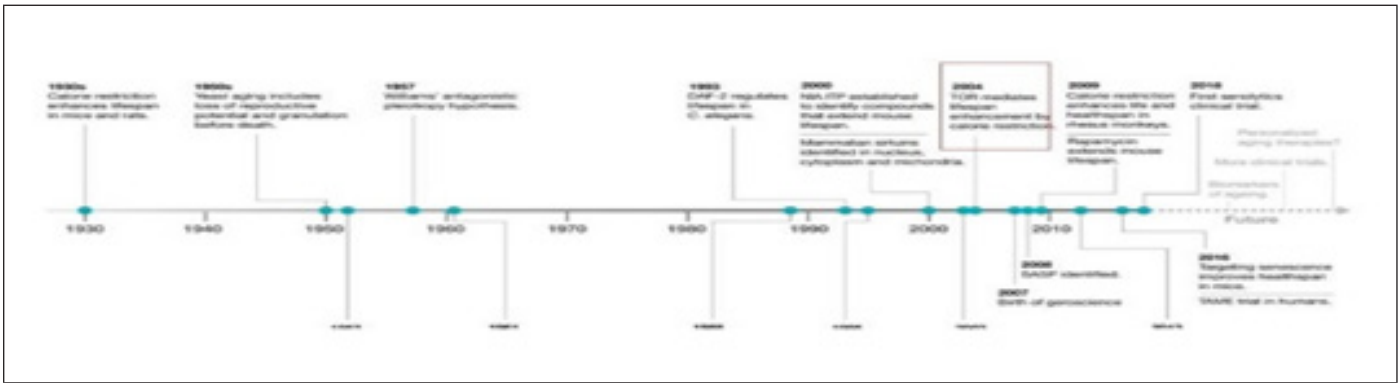 1930s
Calorie restriction
enhances lifespan
in mice and rats.
1950s
Yeast aging includes
loss of reproductive
potential and granulation
before death.
1957
Williams' antagonistic
pleiotropy hypothesis.
1993
DAF-2 regulates
lifespan in
C. elegans.
2000
NIA ITP established
to identify compounds
that extend mouse
lifespan.
Mammalian sirtuins
identified in nucleus,
cytoplasm and
2004
TOR mediates
lifespan
enhancement by
calorie restriction.
2009
Calorie restriction
enhances life and
healthspan in
rhesus monkeys.
Rapamycin
extends mouse
lifespan.
2018
First senolytics
clinical trial.
Personalized
aging therapies?
More clinical trials.
Biomarkers
of ageing.
Future
1930
1940
1950
1960
1970
1980
1990
2000
2010
2008
SASP identified.
2007
Birth of geroscience
2016
Targeting senescence
improves healthspan
in mice.
TAME trial in humans.